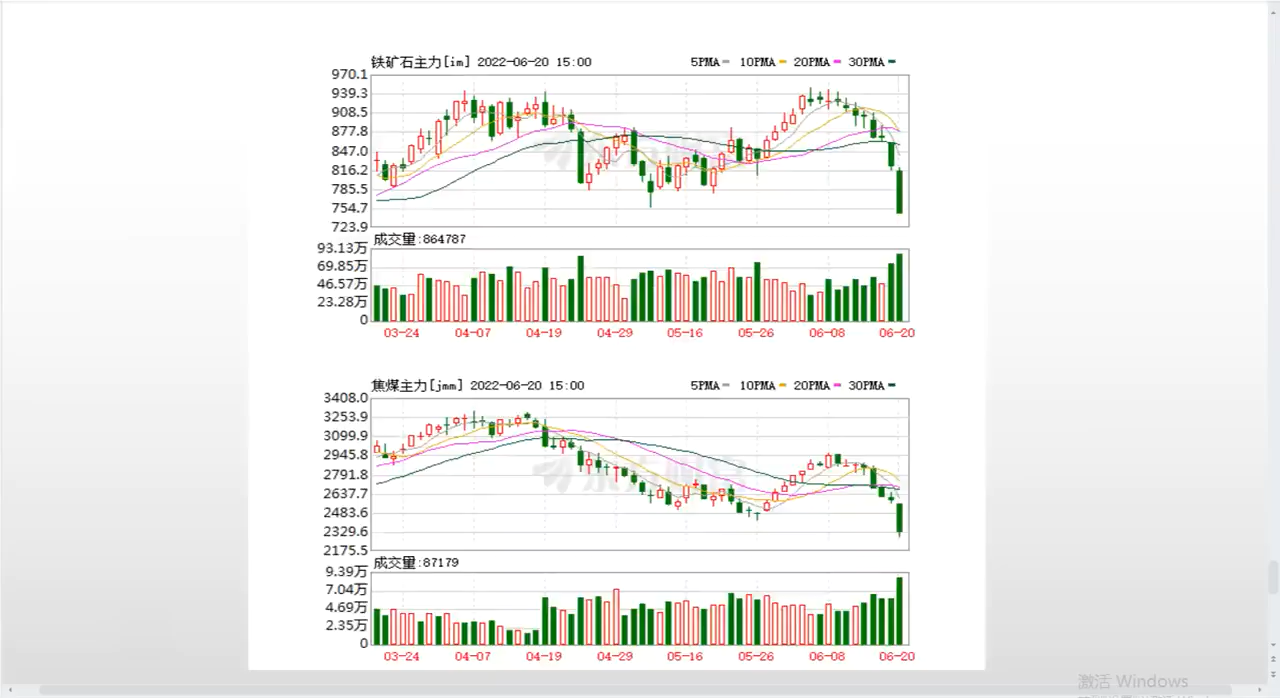 铁矿石主力[im] 2022-06-20 15:00 5PMA 10PMA 20PMA 30PMA
970.1
939.3
908.5
877.8
847.0
816.2
785.5
754.7
723.9
成交量:864787
93.13万
69.85万
46.57万
23.28万
0
03-24 04-07 04-19 04-29 05-16 05-26 06-08 06-20
焦煤主力[jmm] 2022-06-20 15:00 5PMA 10PMA 20PMA 30PMA
3408.0
3253.9
3099.9
2945.8
2791.8
2637.7
2483.6
2329.6
2175.5
成交量:87179
9.39万
7.04万
4.69万
2.35万
0
03-24 04-07 04-19 04-29 05-16 05-26 06-08 06-20
激活 Windows